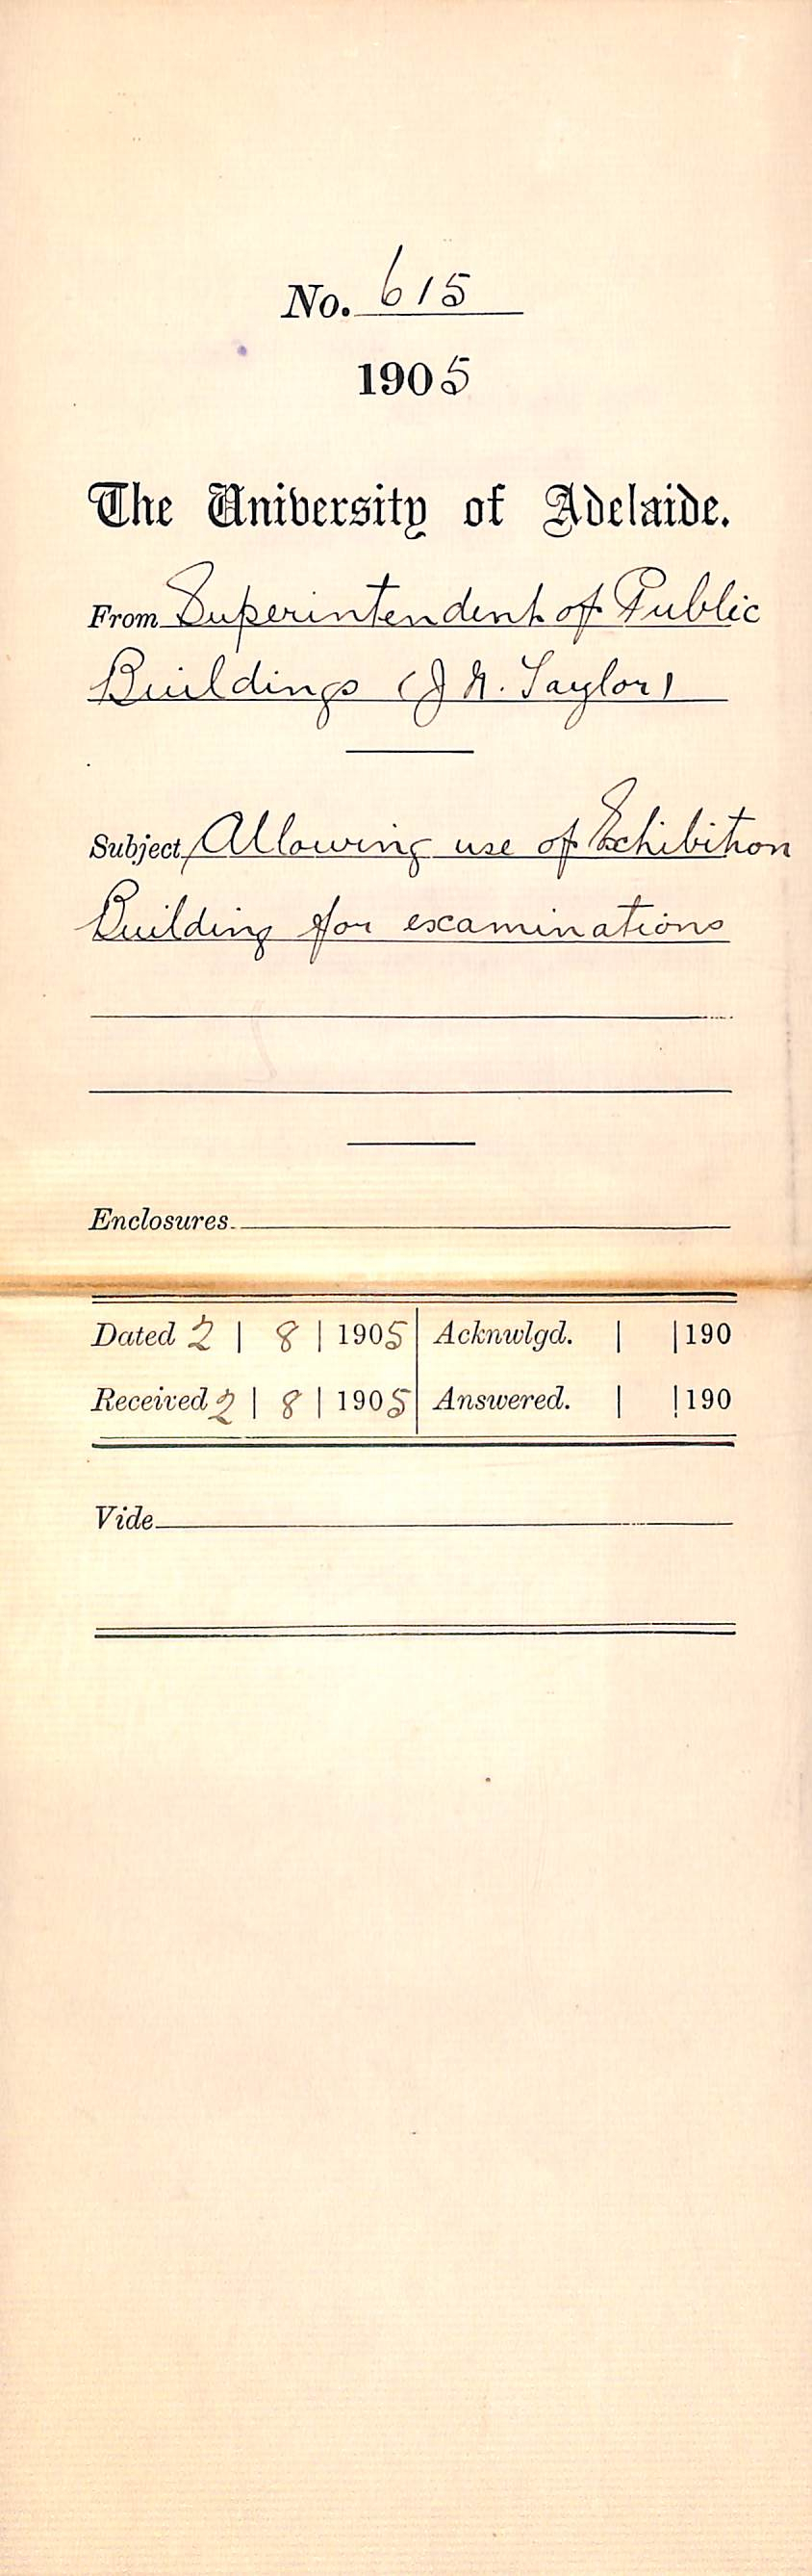 No. 615
1905
The University of Adelaide.
From Superintendent of Public
Buildings (J N. Taylor)
Subject Allowing use of Exhibition
Building for examinations
Enclosures
Dated 2 | 8 | 1905 Acknwlgd. | | 190
Received 2 | 8 | 1905 Answered. | | 190
Vide